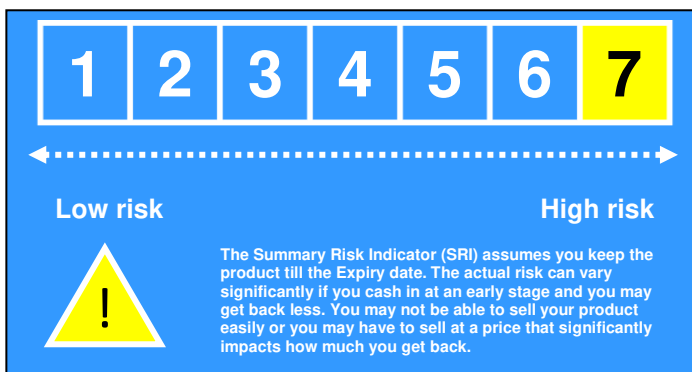 1 2 3 4 5 6 7
Low risk High risk
!
The Summary Risk Indicator (SRI) assumes you keep the
product till the Expiry date. The actual risk can vary
significantly if you cash in at an early stage and you may
get back less. You may not be able to sell your product
easily or you may have to sell at a price that significantly
impacts how much you get back.